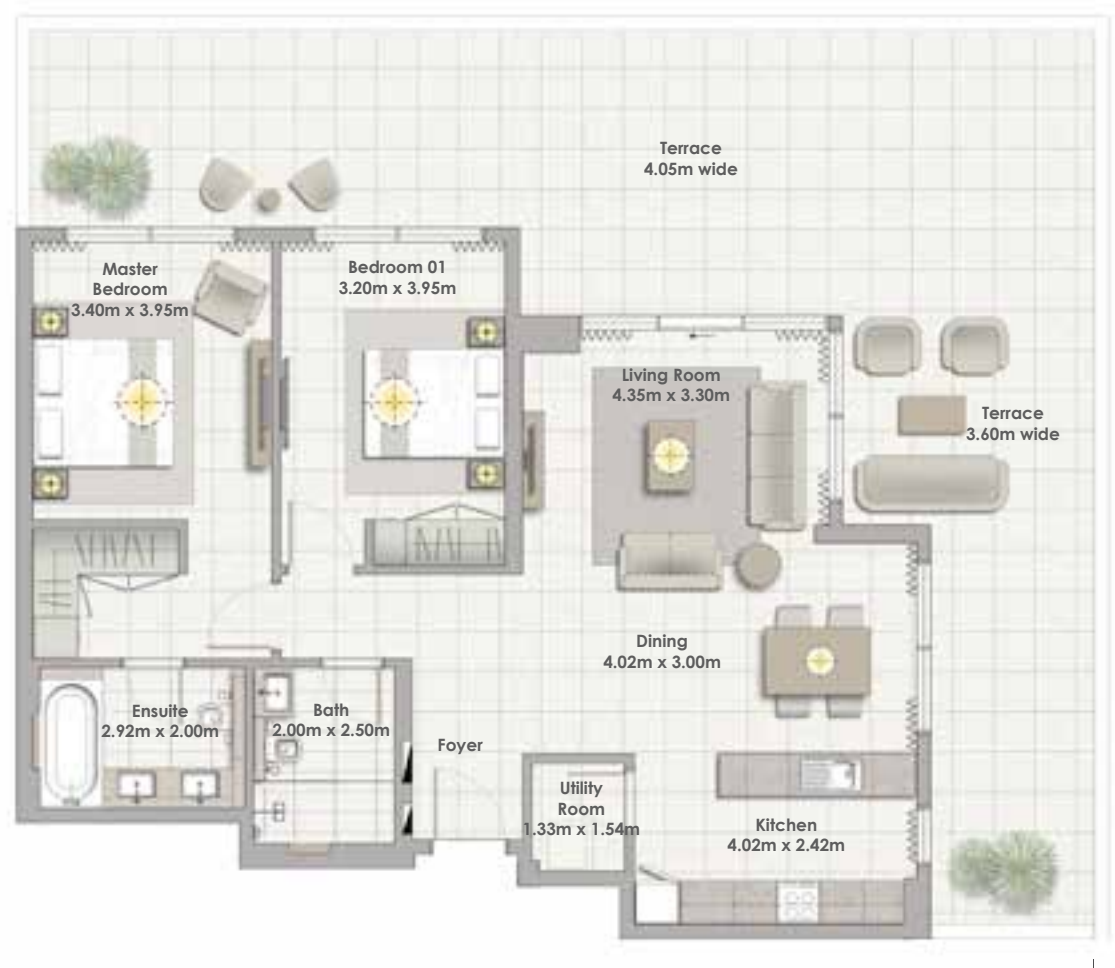 Terrace
4.05m wide
Master
Bedroom
3.40m x 3.95m
Bedroom 01
3.20m x 3.95m
Living Room
4.35m x 3.30m
Terrace
3.60m wide
Dining
4.02m x 3.00m
Ensuite
2.92m x 2.00m
Bath
2.00m x 2.50m
Foyer
Utility
Room
1.33m x 1.54m
Kitchen
4.02m x 2.42m